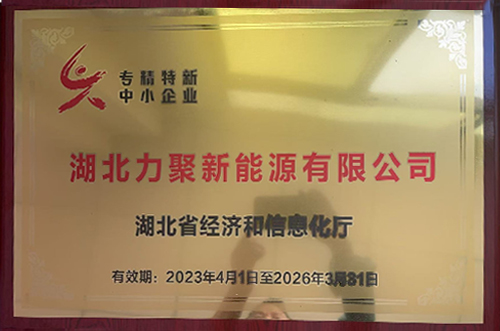 专精特新
中小企业
湖北力聚新能源有限公司
湖北省经济和信息化厅
有效期：2023年4月1日至2026年3月31日